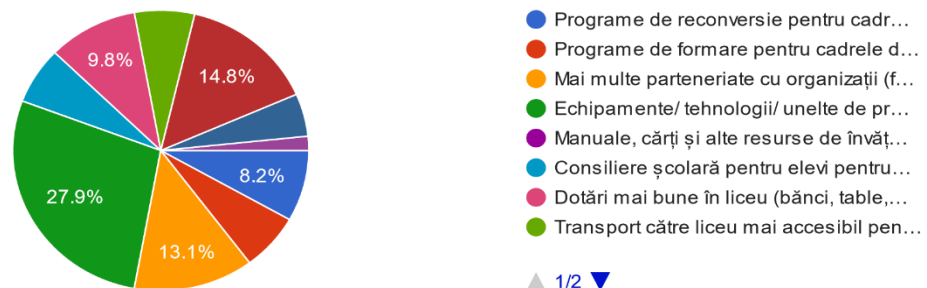 9.8%
14.8%
8.2%
27.9%
13.1%
Programe de reconversie pentru cadr…
Programe de formare pentru cadrele d…
Mai multe parteneriate cu organizații (f…
Echipamente/ tehnologii/ unelte de pr…
Manuale, cărți și alte resurse de învăț…
Consiliere școlară pentru elevi pentru…
Dotări mai bune în liceu (bănci, table,…
Transport către liceu mai accesibil pen…
1/2